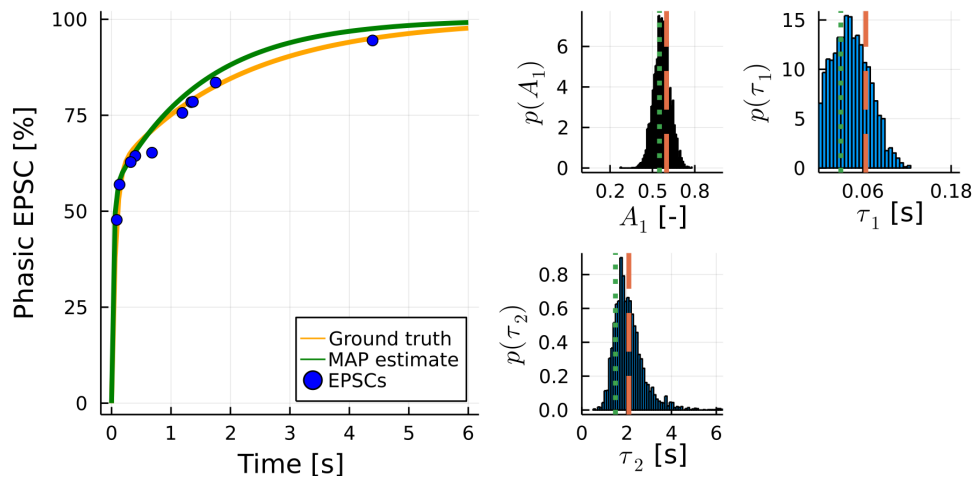 Phasic EPSC [%]
100
75
50
25
0
0 1 2 3 4 5 6
Time [s]
Ground truth
MAP estimate
EPSCs
p(A₁)
6
4
2
0
0.2 0.5 0.8
A₁ [-]
p(τ₁)
15
10
5
0
0.06 0.18
τ₁ [s]
p(τ₂)
0.8
0.6
0.4
0.2
0.0
0 2 4 6
τ₂ [s]